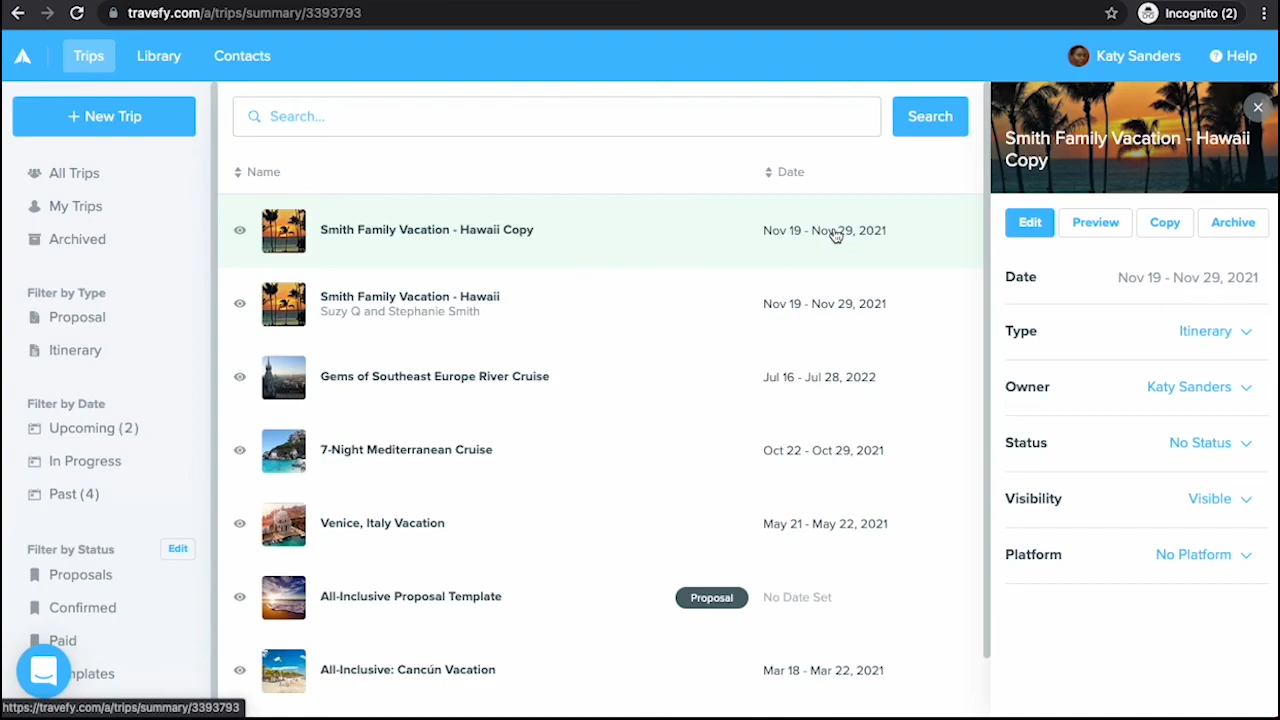 travefy.com/a/trips/summary/3393793
Incognito (2)
Trips
Library
Contacts
Katy Sanders
Help
+ New Trip
All Trips
My Trips
Archived
Filter by Type
Proposal
Itinerary
Filter by Date
Upcoming (2)
In Progress
Past (4)
Filter by Status
Edit
Proposals
Confirmed
Paid
mplates
https://travefy.com/a/trips/summary/3393793
Search...
Search
Name
Date
Smith Family Vacation - Hawaii Copy
Nov 19 - Nov 29, 2021
Smith Family Vacation - Hawaii
Suzy Q and Stephanie Smith
Nov 19 - Nov 29, 2021
Gems of Southeast Europe River Cruise
Jul 16 - Jul 28, 2022
7-Night Mediterranean Cruise
Oct 22 - Oct 29, 2021
Venice, Italy Vacation
May 21 - May 22, 2021
All-Inclusive Proposal Template
Proposal
No Date Set
All-Inclusive: Cancún Vacation
Mar 18 - Mar 22, 2021
Smith Family Vacation - Hawaii
Copy
Edit
Preview
Copy
Archive
Date
Nov 19 - Nov 29, 2021
Type
Itinerary
Owner
Katy Sanders
Status
No Status
Visibility
Visible
Platform
No Platform